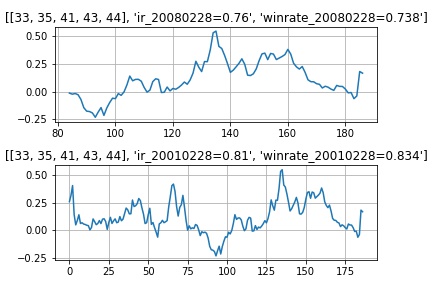 [[33, 35, 41, 43, 44], 'ir_20080228=0.76', 'winrate_20080228=0.738']
0.50
0.25
0.00
−0.25
80 100 120 140 160 180
[[33, 35, 41, 43, 44], 'ir_20010228=0.81', 'winrate_20010228=0.834']
0.50
0.25
0.00
−0.25
0 25 50 75 100 125 150 175